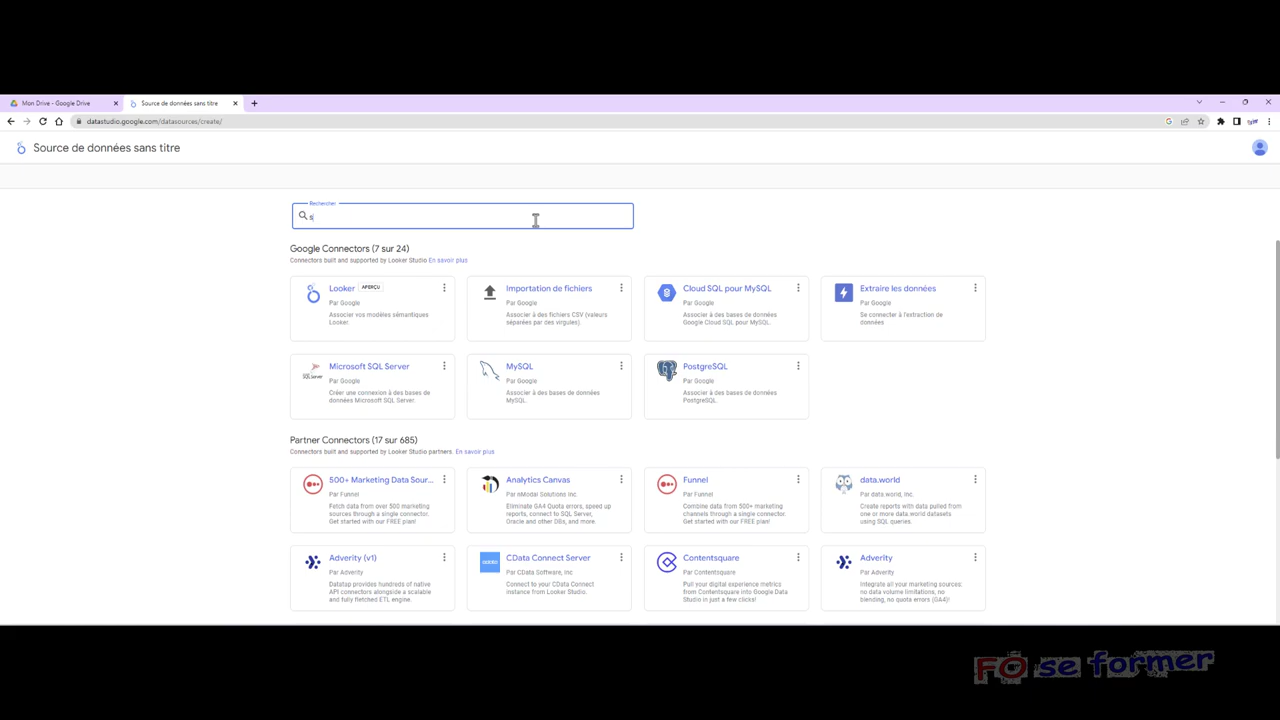 Mon Drive - Google Drive
Source de données sans titre
datastudio.google.com/datasources/create/
Source de données sans titre
Rechercher
s
Google Connectors (7 sur 24)
Connectors built and supported by Looker Studio En savoir plus
Looker APERÇU
Par Google
Associer vos modèles sémantiques
Looker.
Importation de fichiers
Par Google
Associer à des fichiers CSV (valeurs
séparées par des virgules).
Cloud SQL pour MySQL
Par Google
Associer à des bases de données
Google Cloud SQL pour MySQL.
Extraire les données
Par Google
Se connecter à l'extraction de
données
SQL Server
Microsoft SQL Server
Par Google
Créer une connexion à des bases de
données Microsoft SQL Server.
MySQL
Par Google
Associer à des bases de données
MySQL.
PostgreSQL
Par Google
Associer à des bases de données
PostgreSQL.
Partner Connectors (17 sur 685)
Connectors built and supported by Looker Studio partners. En savoir plus
500+ Marketing Data Sour...
Par Funnel
Fetch data from over 500 marketing
sources through a single connector.
Get started with our FREE plan!
Analytics Canvas
Par nModal Solutions Inc.
Eliminate GA4 Quota errors, speed up
reports, connect to SQL Server,
Oracle and other DBs, and more.
Funnel
Par Funnel
Combine data from 500+ marketing
channels through a single connector.
Get started with our FREE plan!
data.world
Par data.world, Inc.
Create reports with data pulled from
one or more data.world datasets
using SQL queries.
Adverity (v1)
Par Adverity
Datatap provides hundreds of native
API connectors alongside a scalable
and fully fletched ETL engine.
CData Connect Server
Par CData Software, Inc
Connect to your CData Connect
instance from Looker Studio.
Contentsquare
Par Contentsquare
Pull your digital experience metrics
from Contentsquare into Google Data
Studio in just a few clicks!
Adverity
Par Adverity
Integrate all your marketing sources:
no data volume limitations, no
blending, no quota errors (GA4)!
FO se former